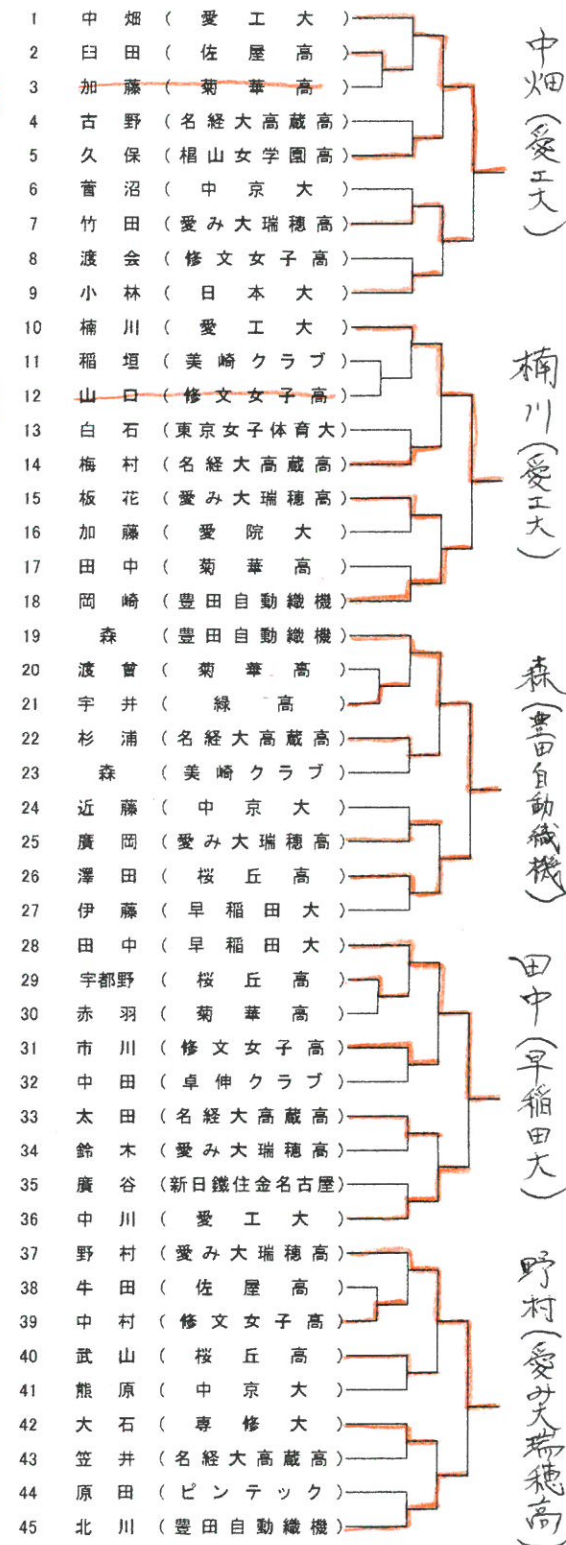 1 中畑 (愛工大)
2 臼田 (佐屋高)
3 加藤 (菊華高)
4 古野 (名経大高蔵高)
5 久保 (椙山女学園高)
6 菅沼 (中京大)
7 竹田 (愛み大瑞穂高)
8 渡会 (修文女子高)
9 小林 (日本大)
10 楠川 (愛工大)
11 稲垣 (美崎クラブ)
12 山口 (修文女子高)
13 白石 (東京女子体育大)
14 梅村 (名経大高蔵高)
15 板花 (愛み大瑞穂高)
16 加藤 (愛院大)
17 田中 (菊華高)
18 岡崎 (豊田自動織機)
19 森 (豊田自動織機)
20 渡曾 (菊華高)
21 宇井 (緑高)
22 杉浦 (名経大高蔵高)
23 森 (美崎クラブ)
24 近藤 (中京大)
25 廣岡 (愛み大瑞穂高)
26 澤田 (桜丘高)
27 伊藤 (早稲田大)
28 田中 (早稲田大)
29 宇都野 (桜丘高)
30 赤羽 (菊華高)
31 市川 (修文女子高)
32 中田 (卓伸クラブ)
33 太田 (名経大高蔵高)
34 鈴木 (愛み大瑞穂高)
35 廣谷 (新日鐵住金名古屋)
36 中川 (愛工大)
37 野村 (愛み大瑞穂高)
38 牛田 (佐屋高)
39 中村 (修文女子高)
40 武山 (桜丘高)
41 熊原 (中京大)
42 大石 (専修大)
43 笠井 (名経大高蔵高)
44 原田 (ピンテック)
45 北川 (豊田自動織機)
中畑(愛工大)
楠川(愛工大)
森(豊田自動織機)
田中(早稲田大)
野村(愛み大瑞穂高)